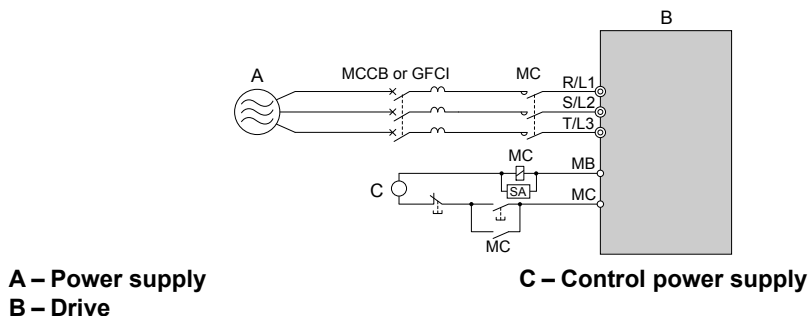 B
A
MCCB or GFCI
MC
R/L1
S/L2
T/L3
MC
MB
C
SA
MC
MC
A – Power supply
C – Control power supply
B – Drive